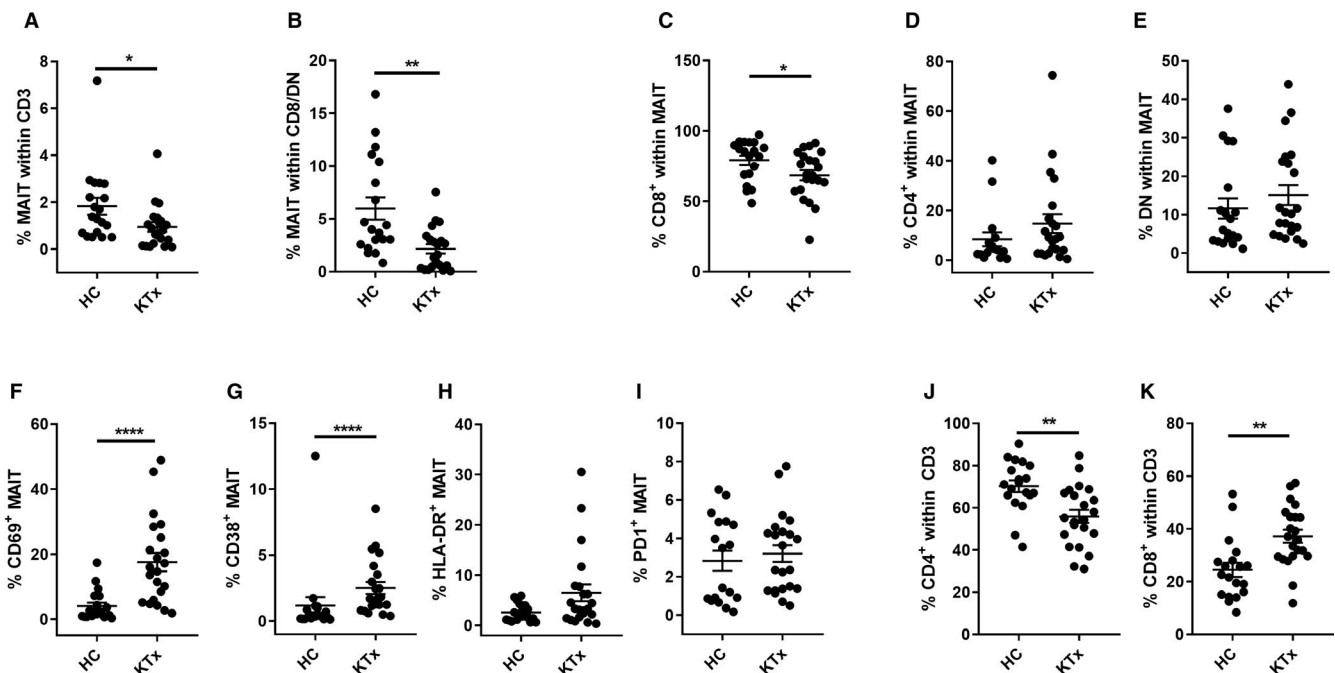 A
% MAIT within CD3
8
6
4
2
0
*
HC
KTx
B
% MAIT within CD8/DN
20
15
10
5
0
**
HC
KTx
C
% CD8⁺ within MAIT
150
100
50
0
*
HC
KTx
D
% CD4⁺ within MAIT
80
60
40
20
0
HC
KTx
E
% DN within MAIT
50
40
30
20
10
0
HC
KTx
F
% CD69⁺ MAIT
60
40
20
0
****
HC
KTx
G
% CD38⁺ MAIT
15
10
5
0
****
HC
KTx
H
% HLA-DR⁺ MAIT
40
30
20
10
0
HC
KTx
I
% PD1⁺ MAIT
10
8
6
4
2
0
HC
KTx
J
% CD4⁺ within CD3
100
80
60
40
20
0
**
HC
KTx
K
% CD8⁺ within CD3
80
60
40
20
0
**
HC
KTx